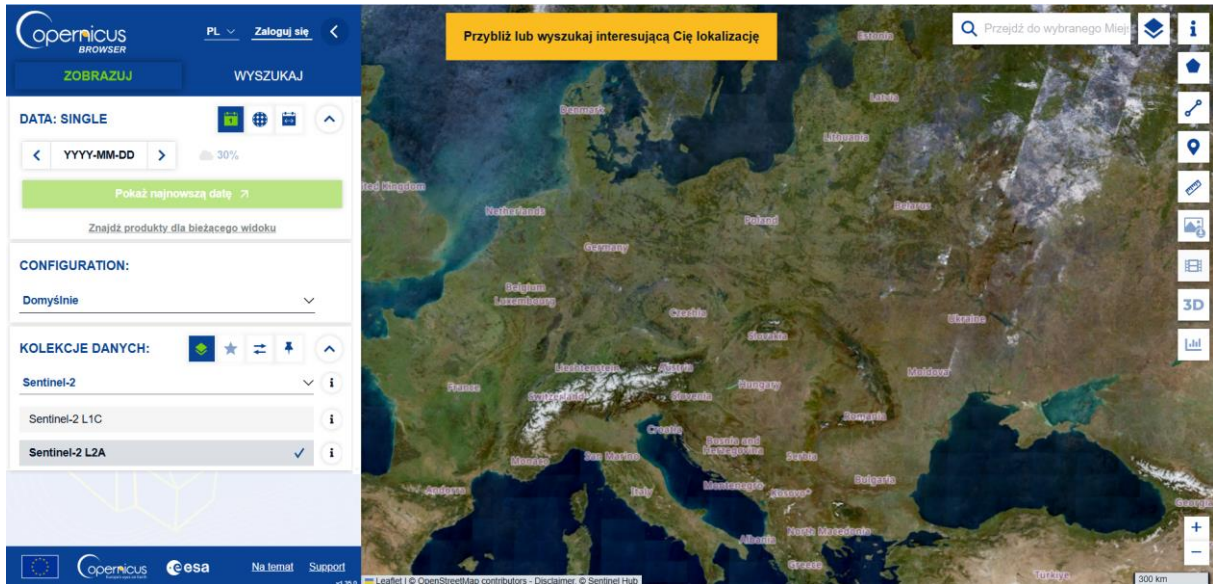 opernicus
BROWSER
PL
Zaloguj się
ZOBRAZUJ
WYSZUKAJ
DATA: SINGLE
1
YYYY-MM-DD
30%
Pokaż najnowszą datę
Znajdź produkty dla bieżącego widoku
CONFIGURATION:
Domyślnie
KOLEKCJE DANYCH:
Sentinel-2
i
Sentinel-2 L1C
i
Sentinel-2 L2A
i
opernicus
esa
Na temat
Support
Przybliż lub wyszukaj interesującą Cię lokalizację
Przejdź do wybranego Miejs
i
3D
Estonia
Latvia
Denmark
Lithuania
ted Kingdom
Netherlands
Poland
Belarus
Germany
Belgium
Luxembourg
Czechia
Ukraine
Slovakia
Liechtenstein
Austria
France
Switzerland
Slovenia
Hungary
Moldova
Romania
Croatia
Bosnia and
Herzegovina
Monaco
San Marino
Serbia
Andorra
Italy
Montenegro
Kosovo
Bulgaria
North Macedonia
Georgia
Albania
Greece
Türkiye
+
−
Leaflet | © OpenStreetMap contributors - Disclaimer, © Sentinel Hub
300 km